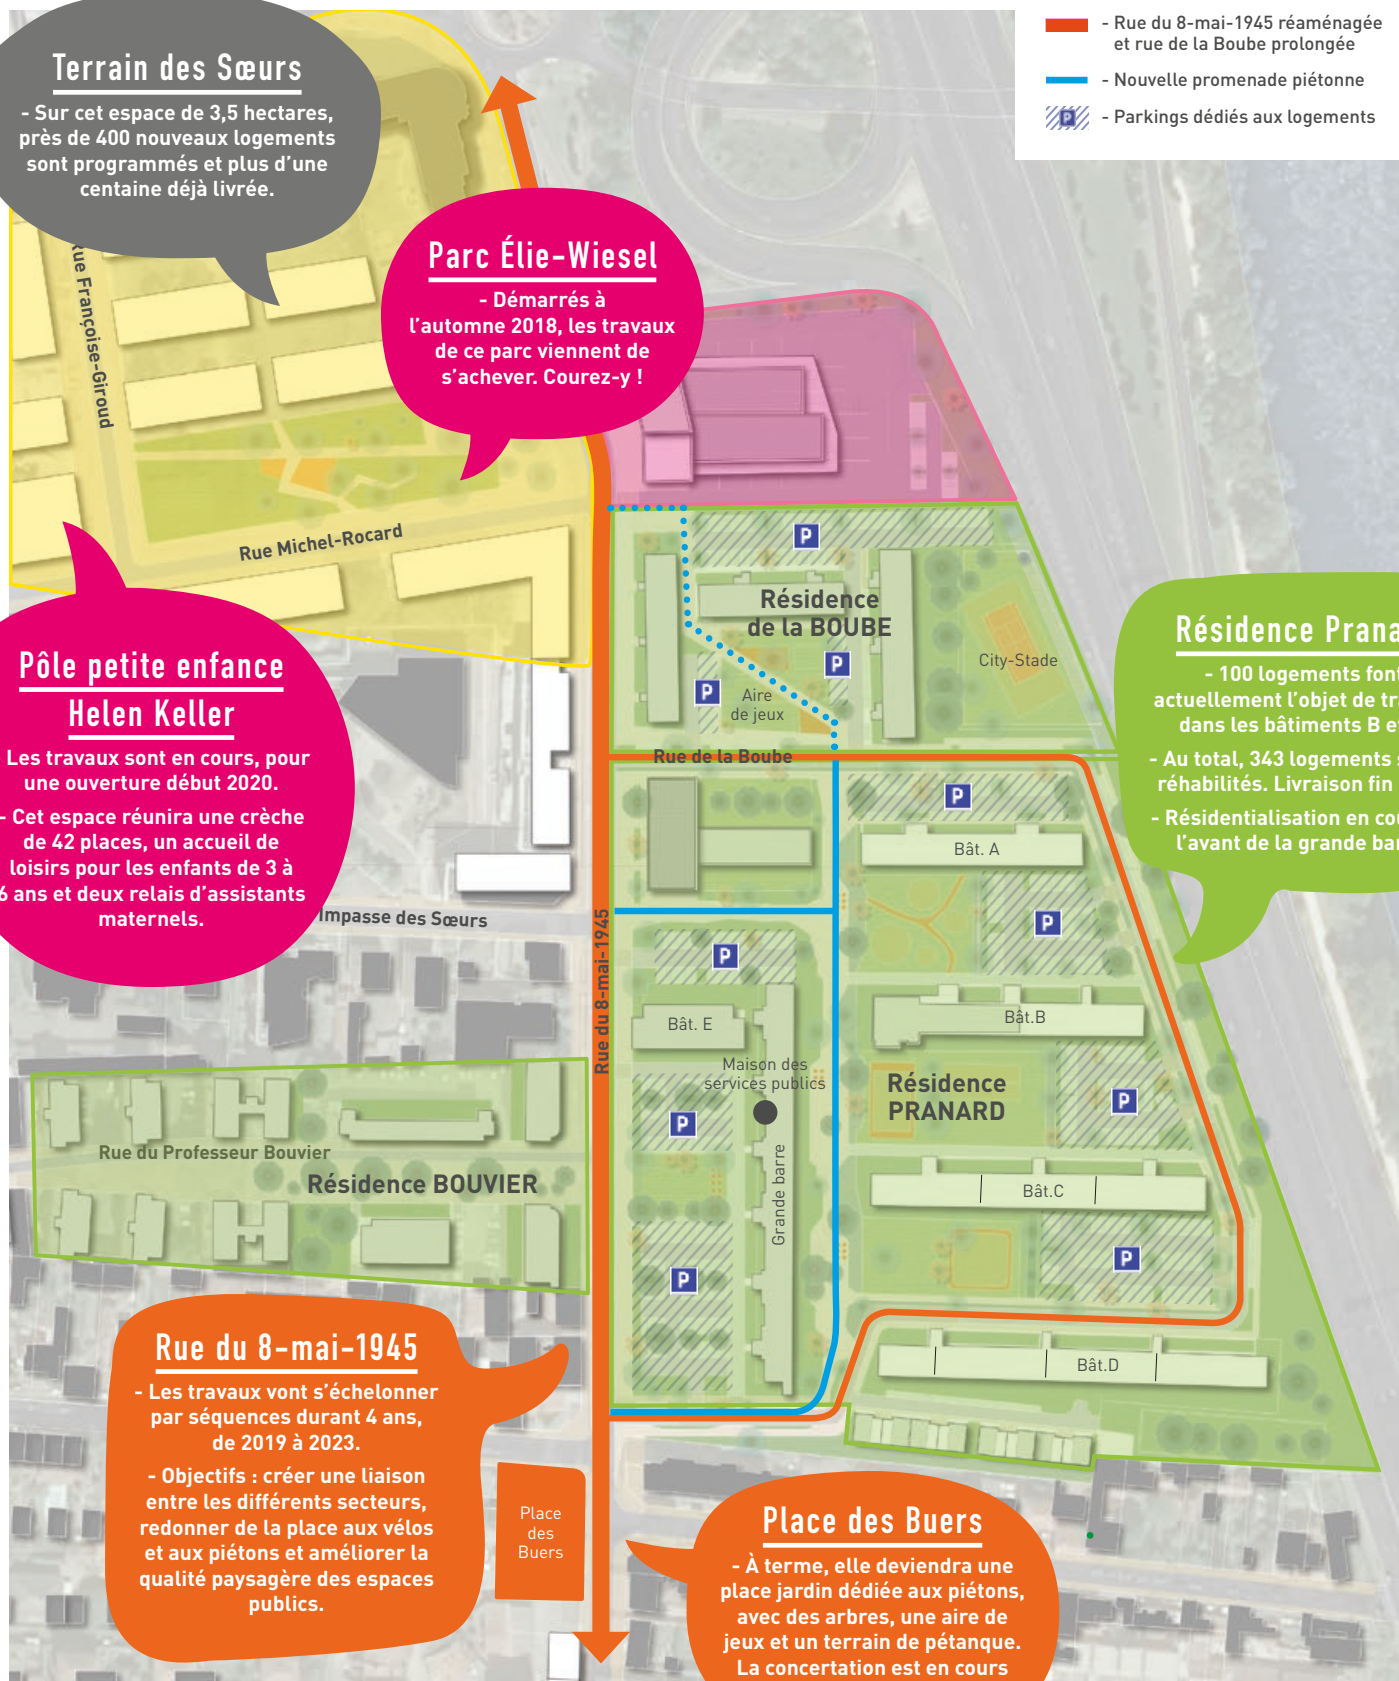 - Rue du 8-mai-1945 réaménagée
et rue de la Boube prolongée
- Nouvelle promenade piétonne
P - Parkings dédiés aux logements
Terrain des Sœurs
- Sur cet espace de 3,5 hectares,
près de 400 nouveaux logements
sont programmés et plus d'une
centaine déjà livrée.
Parc Élie-Wiesel
- Démarrés à
l'automne 2018, les travaux
de ce parc viennent de
s'achever. Courez-y !
Rue Françoise-Giroud
Rue Michel-Rocard
P
Résidence
de la BOUBE
P
P
Aire
de jeux
City-Stade
Rue de la Boube
Pôle petite enfance
Helen Keller
Les travaux sont en cours, pour
une ouverture début 2020.
- Cet espace réunira une crèche
de 42 places, un accueil de
loisirs pour les enfants de 3 à
6 ans et deux relais d'assistants
maternels.
Résidence Prana
- 100 logements font
actuellement l'objet de tra
dans les bâtiments B et
- Au total, 343 logements s
réhabilités. Livraison fin
- Résidentialisation en cou
l'avant de la grande bar
Impasse des Sœurs
Rue du 8-mai-1945
P
Bât. A
P
P
Bât. E
Bât.B
Maison des
services publics
P
Résidence
PRANARD
P
Grande barre
Bât.C
P
P
Bât.D
Rue du Professeur Bouvier
Résidence BOUVIER
Rue du 8-mai-1945
- Les travaux vont s'échelonner
par séquences durant 4 ans,
de 2019 à 2023.
- Objectifs : créer une liaison
entre les différents secteurs,
redonner de la place aux vélos
et aux piétons et améliorer la
qualité paysagère des espaces
publics.
Place
des
Buers
Place des Buers
- À terme, elle deviendra une
place jardin dédiée aux piétons,
avec des arbres, une aire de
jeux et un terrain de pétanque.
La concertation est en cours